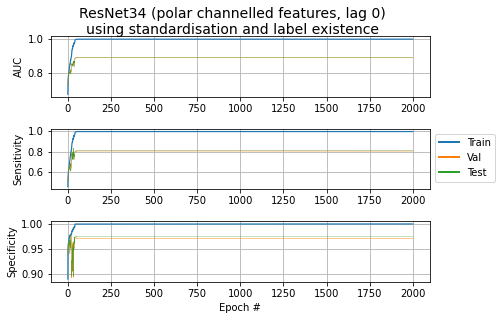 ResNet34 (polar channelled features, lag 0)
using standardisation and label existence
1.0
0.8
AUC
0 250 500 750 1000 1250 1500 1750 2000
1.0
0.8
0.6
Sensitivity
0 250 500 750 1000 1250 1500 1750 2000
Train
Val
Test
1.00
0.95
0.90
Specificity
0 250 500 750 1000 1250 1500 1750 2000
Epoch #